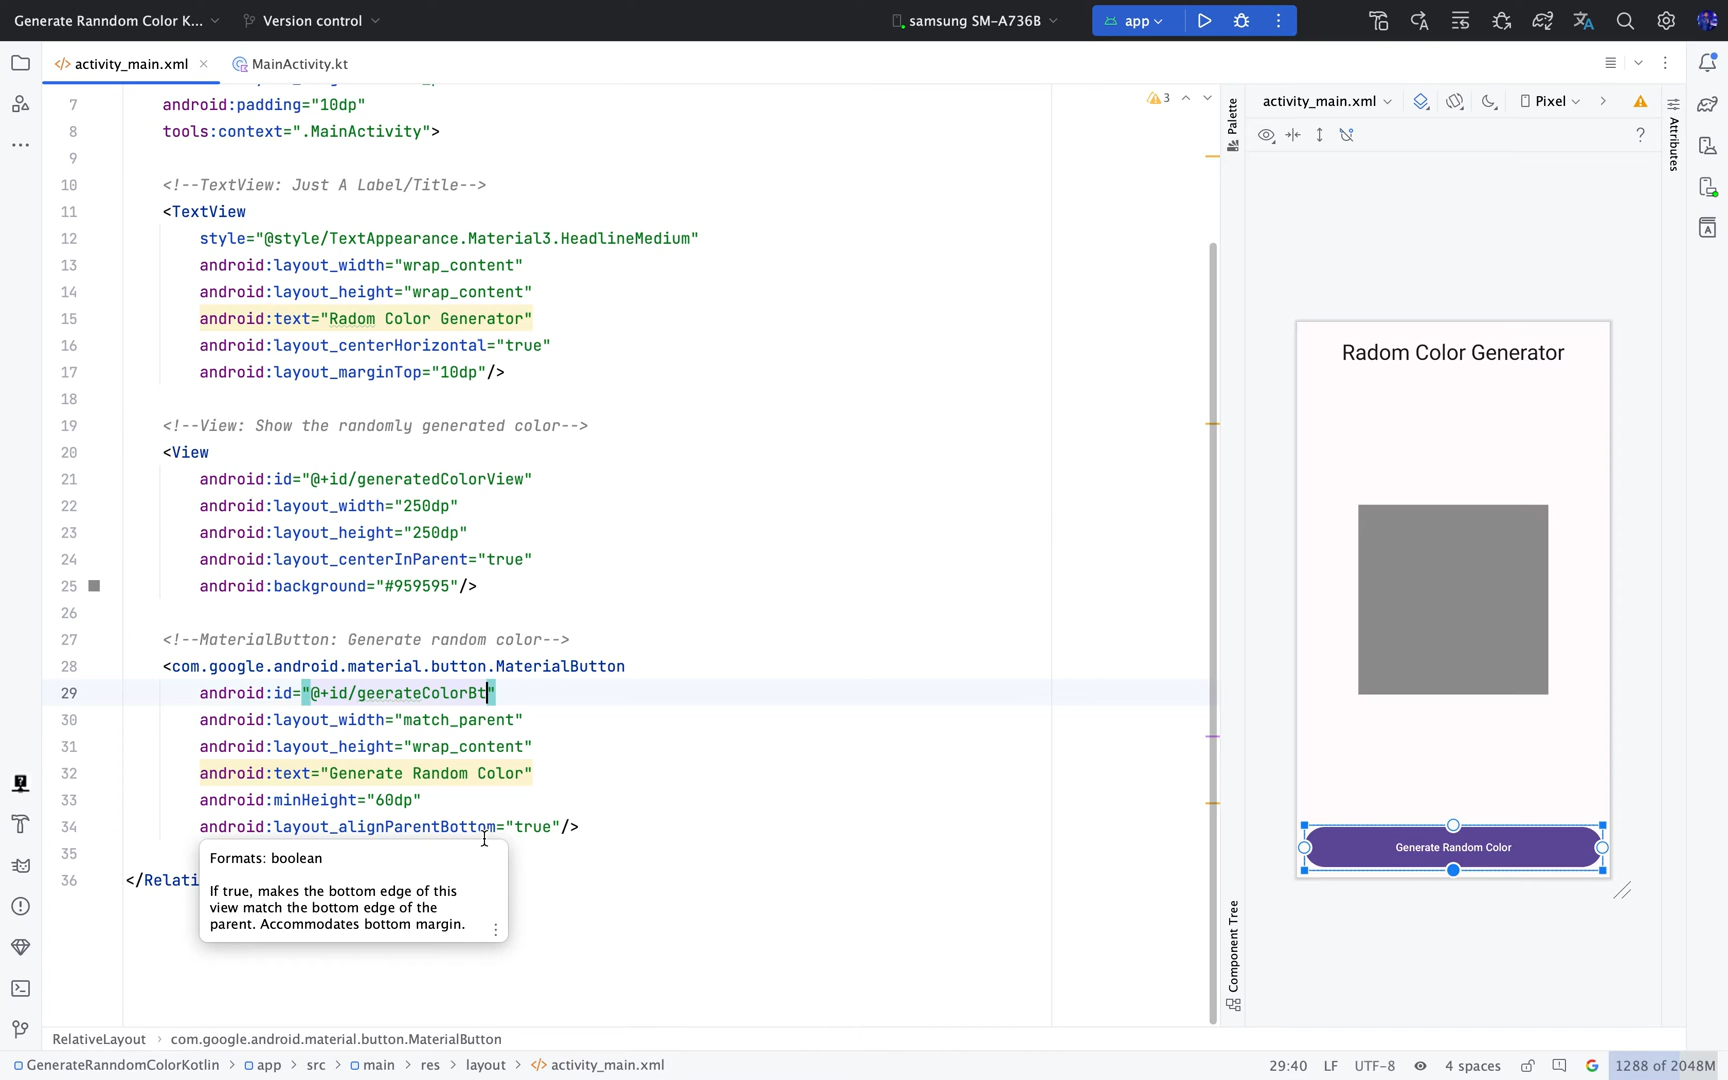 Generate Ranndom Color K... Version control samsung SM-A736B app
activity_main.xml MainActivity.kt
7 android:padding="10dp"
8 tools:context=".MainActivity">
9
10 <!--TextView: Just A Label/Title-->
11 <TextView
12 style="@style/TextAppearance.Material3.HeadlineMedium"
13 android:layout_width="wrap_content"
14 android:layout_height="wrap_content"
15 android:text="Radom Color Generator"
16 android:layout_centerHorizontal="true"
17 android:layout_marginTop="10dp"/>
18
19 <!--View: Show the randomly generated color-->
20 <View
21 android:id="@+id/generatedColorView"
22 android:layout_width="250dp"
23 android:layout_height="250dp"
24 android:layout_centerInParent="true"
25 android:background="#959595"/>
26
27 <!--MaterialButton: Generate random color-->
28 <com.google.android.material.button.MaterialButton
29 android:id="@+id/geerateColorBt"
30 android:layout_width="match_parent"
31 android:layout_height="wrap_content"
32 android:text="Generate Random Color"
33 android:minHeight="60dp"
34 android:layout_alignParentBottom="true"/>
35
36 </Relati
Formats: boolean
If true, makes the bottom edge of this
view match the bottom edge of the
parent. Accommodates bottom margin.
3
Palette
activity_main.xml Pixel
?
Attributes
Radom Color Generator
Generate Random Color
Component Tree
RelativeLayout > com.google.android.material.button.MaterialButton
GenerateRanndomColorKotlin > app > src > main > res > layout > activity_main.xml 29:40 LF UTF-8 4 spaces 1288 of 2048M